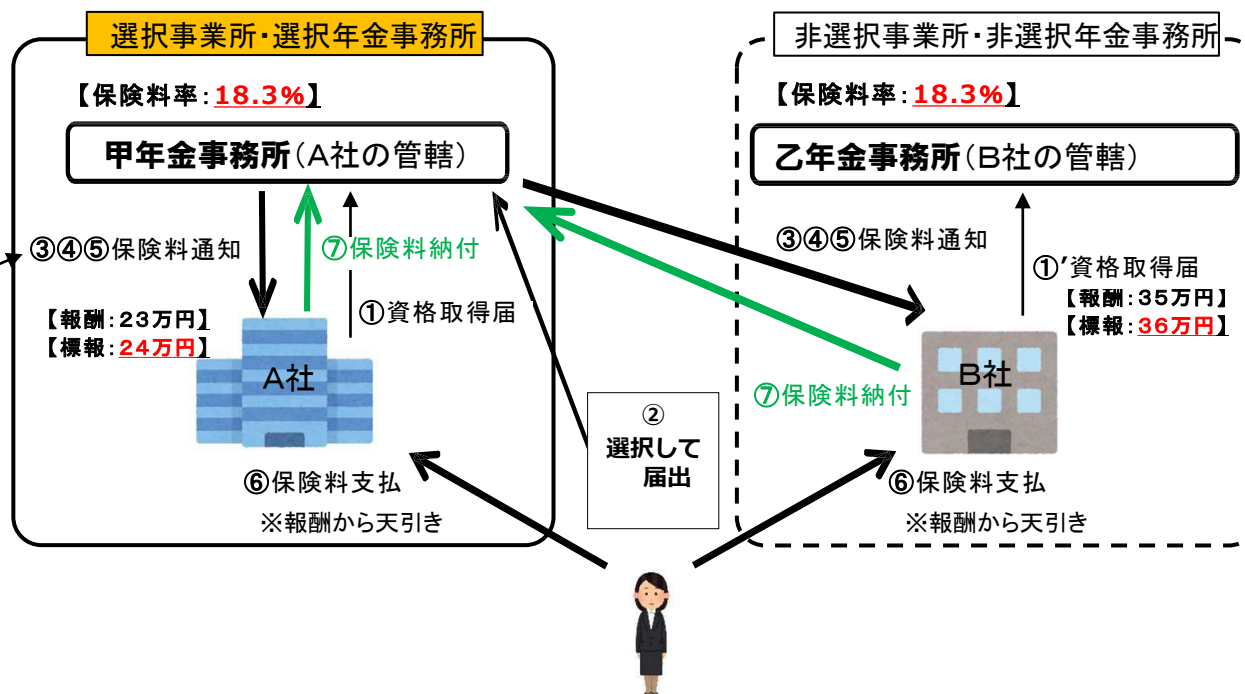 選択事業所・選択年金事務所
【保険料率：18.3%】
甲年金事務所（A社の管轄）
③④⑤保険料通知
⑦保険料納付
①資格取得届
【報酬：23万円】
【標報：24万円】
A社
⑥保険料支払
※報酬から天引き
②
選択して
届出
非選択事業所・非選択年金事務所
【保険料率：18.3%】
乙年金事務所（B社の管轄）
③④⑤保険料通知
①’資格取得届
【報酬：35万円】
【標報：36万円】
B社
⑦保険料納付
⑥保険料支払
※報酬から天引き